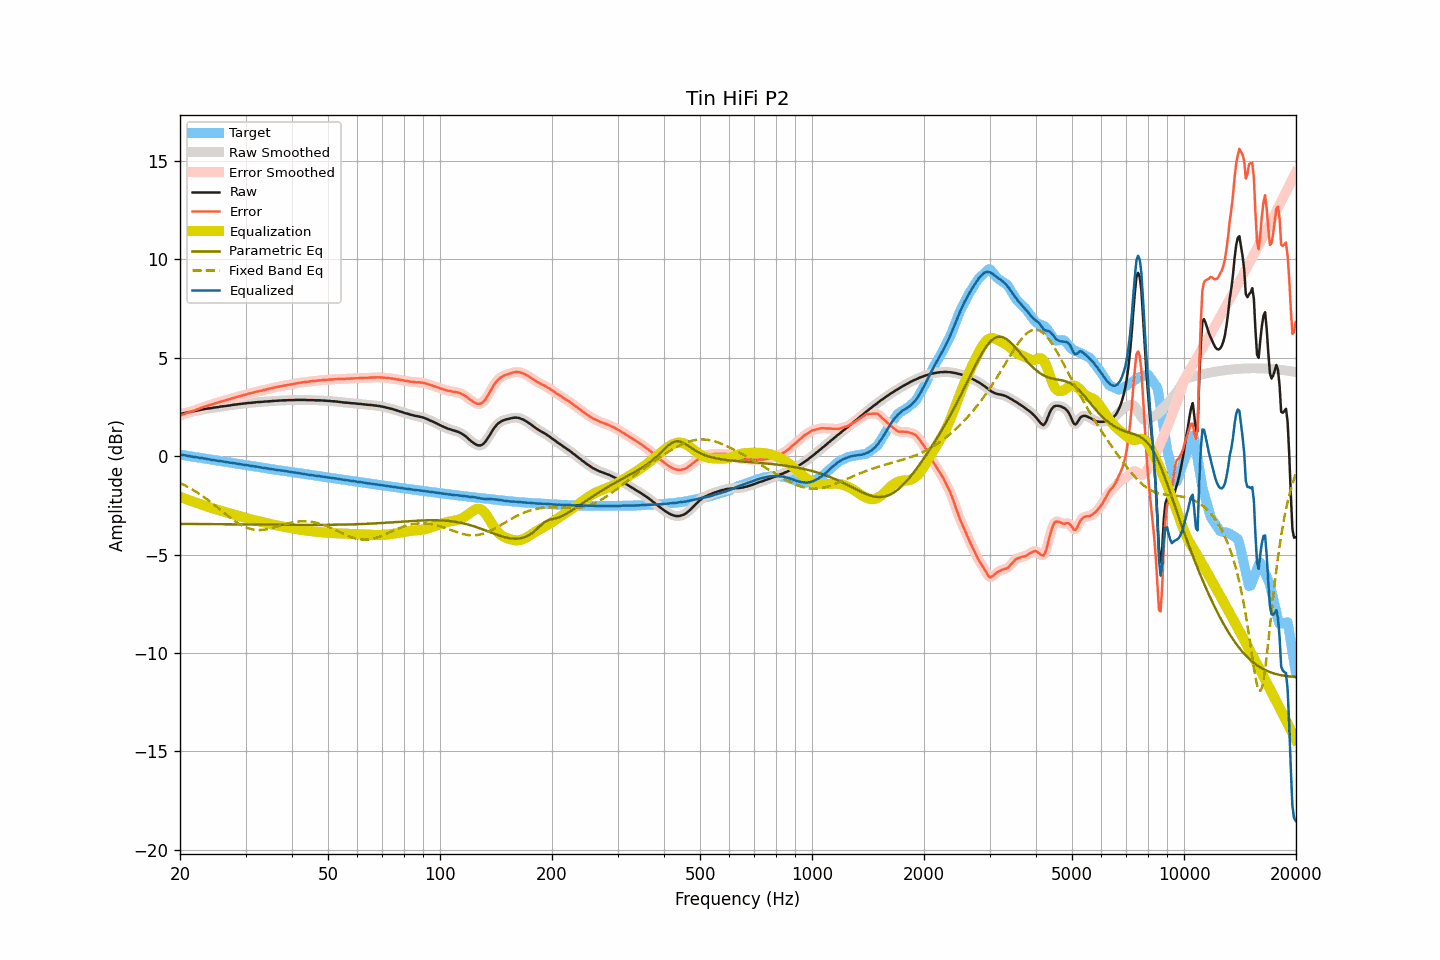 Tin HiFi P2
Target
Raw Smoothed
Error Smoothed
Raw
Error
Equalization
Parametric Eq
Fixed Band Eq
Equalized
15
10
5
0
−5
−10
−15
−20
Amplitude (dBr)
20 50 100 200 500 1000 2000 5000 10000 20000
Frequency (Hz)